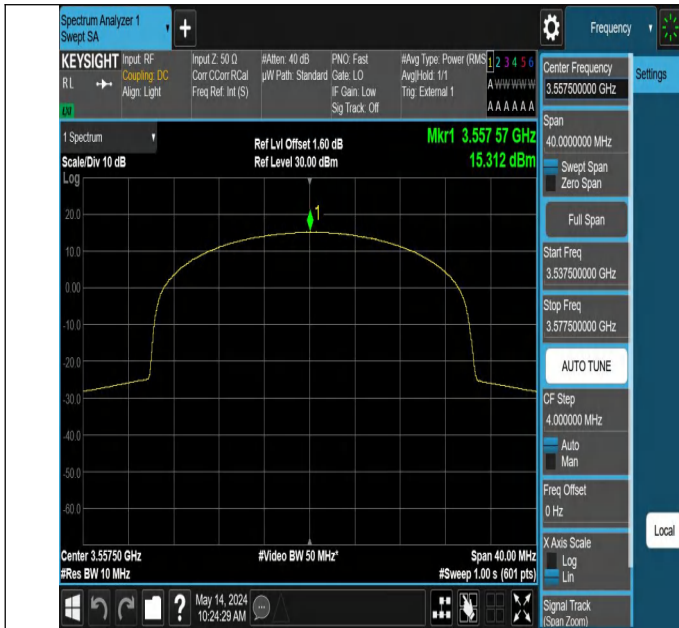 Spectrum Analyzer 1
Swept SA
+
Frequency
KEYSIGHT
RL
LXI
Input: RF
Coupling: DC
Align: Light
Input Z: 50 Ω
Corr CCorr RCal
Freq Ref: Int (S)
#Atten: 40 dB
µW Path: Standard
PNO: Fast
Gate: LO
IF Gain: Low
Sig Track: Off
#Avg Type: Power (RMS
Avg|Hold: 1/1
Trig: External 1
1 2 3 4 5 6
A W W W W W
A A A A A A
1 Spectrum
Scale/Div 10 dB
Log
Ref Lvl Offset 1.60 dB
Ref Level 30.00 dBm
Mkr1 3.557 57 GHz
15.312 dBm
1
20.0
10.0
0.00
-10.0
-20.0
-30.0
-40.0
-50.0
-60.0
Center 3.55750 GHz
#Video BW 50 MHz*
Span 40.00 MHz
#Res BW 10 MHz
#Sweep 1.00 s (601 pts)
?
May 14, 2024
10:24:29 AM
Center Frequency
3.557500000 GHz
Settings
Span
40.0000000 MHz
Swept Span
Zero Span
Full Span
Start Freq
3.537500000 GHz
Stop Freq
3.577500000 GHz
AUTO TUNE
CF Step
4.000000 MHz
Auto
Man
Freq Offset
0 Hz
Local
X Axis Scale
Log
Lin
Signal Track
(Span Zoom)